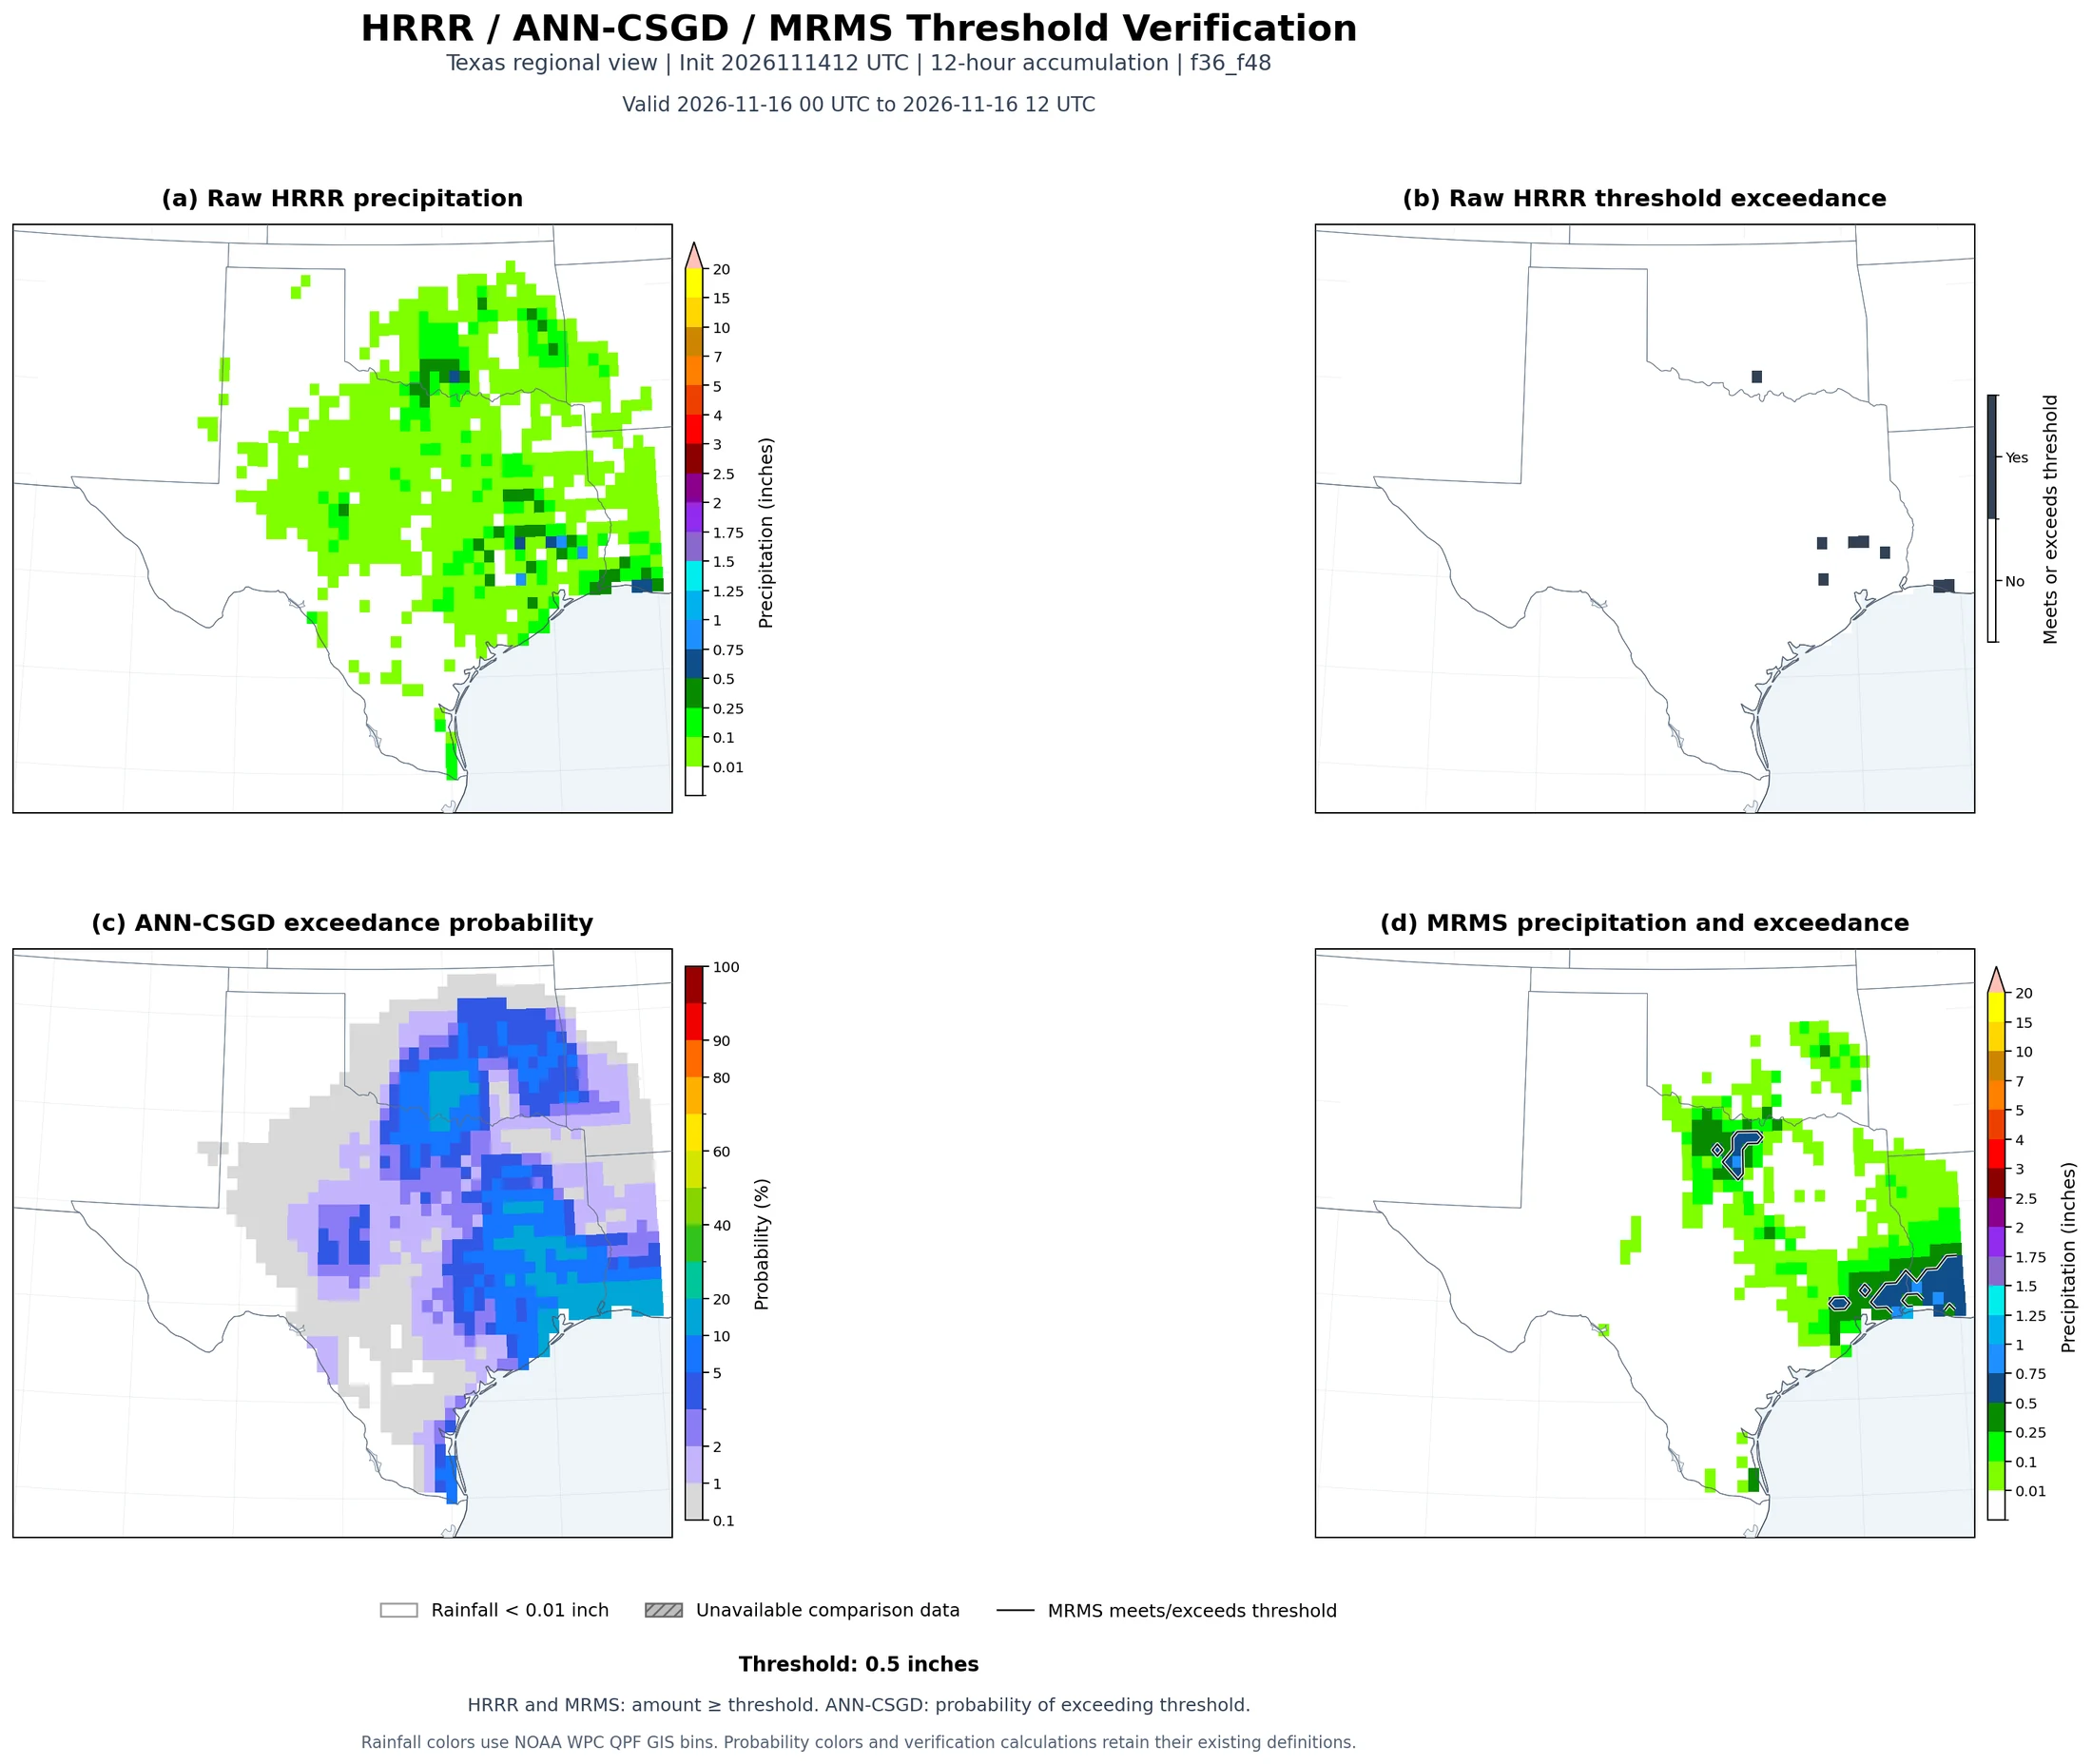 HRRR / ANN-CSGD / MRMS Threshold Verification
Texas regional view | Init 2026111412 UTC | 12-hour accumulation | f36_f48
Valid 2026-11-16 00 UTC to 2026-11-16 12 UTC
(a) Raw HRRR precipitation
20
15
10
7
5
4
3
2.5
2
1.75
1.5
1.25
1
0.75
0.5
0.25
0.1
0.01
Precipitation (inches)
(b) Raw HRRR threshold exceedance
Yes
No
Meets or exceeds threshold
(c) ANN-CSGD exceedance probability
100
90
80
60
40
20
10
5
2
1
0.1
Probability (%)
(d) MRMS precipitation and exceedance
20
15
10
7
5
4
3
2.5
2
1.75
1.5
1.25
1
0.75
0.5
0.25
0.1
0.01
Precipitation (inches)
Rainfall < 0.01 inch
Unavailable comparison data
MRMS meets/exceeds threshold
Threshold: 0.5 inches
HRRR and MRMS: amount ≥ threshold. ANN-CSGD: probability of exceeding threshold.
Rainfall colors use NOAA WPC QPF GIS bins. Probability colors and verification calculations retain their existing definitions.